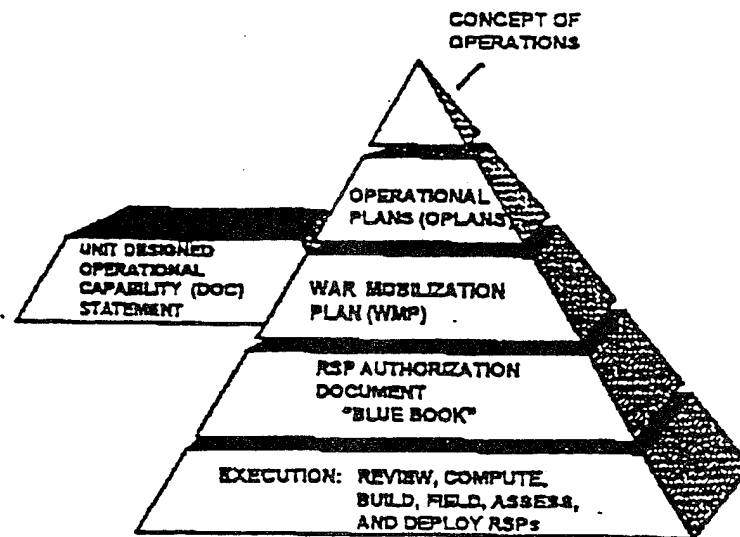 CONCEPT OF
OPERATIONS
OPERATIONAL
PLANS (OPLANS)
UNIT DESIGNED
OPERATIONAL
CAPABILITY (DOC)
STATEMENT
WAR MOBILIZATION
PLAN (WMP)
RSP AUTHORIZATION
DOCUMENT
"BLUE BOOK"
EXECUTION: REVIEW, COMPUTE,
BUILD, FIELD, ASSESS,
AND DEPLOY RSPs